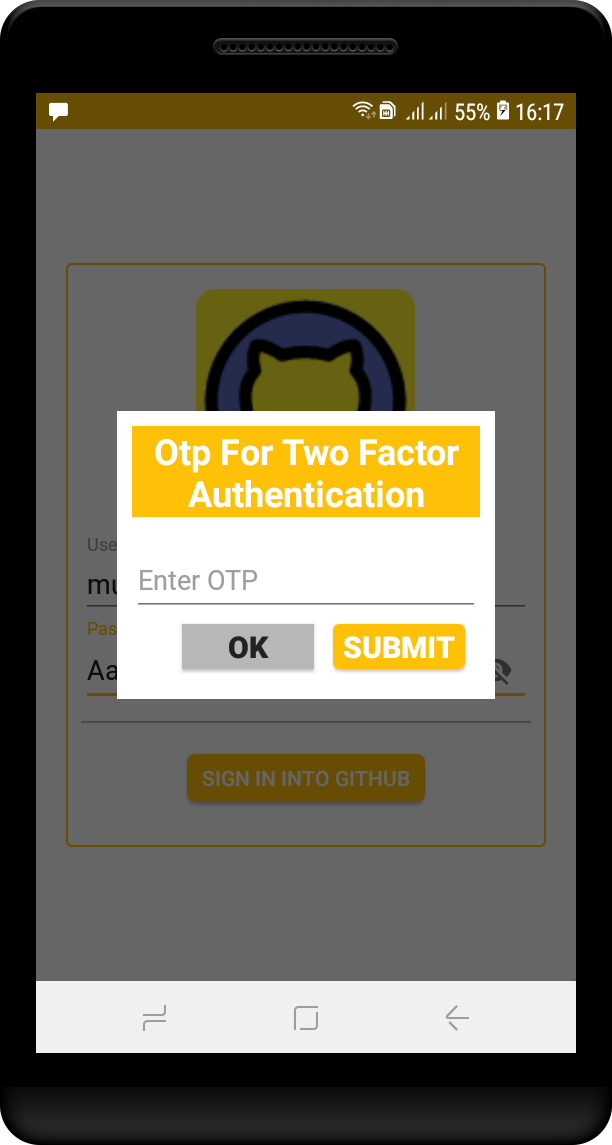 55% 16:17
Otp For Two Factor
Authentication
Use
mu
Enter OTP
Pas
OK SUBMIT
Aa
SIGN IN INTO GITHUB